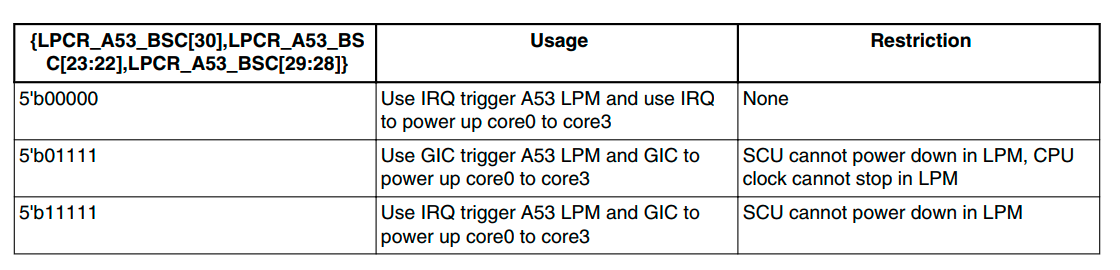 {LPCR_A53_BSC[30],LPCR_A53_BS
C[23:22],LPCR_A53_BSC[29:28]}
Usage
Restriction
5'b00000
Use IRQ trigger A53 LPM and use IRQ
to power up core0 to core3
None
5'b01111
Use GIC trigger A53 LPM and GIC to
power up core0 to core3
SCU cannot power down in LPM, CPU
clock cannot stop in LPM
5'b11111
Use IRQ trigger A53 LPM and GIC to
power up core0 to core3
SCU cannot power down in LPM